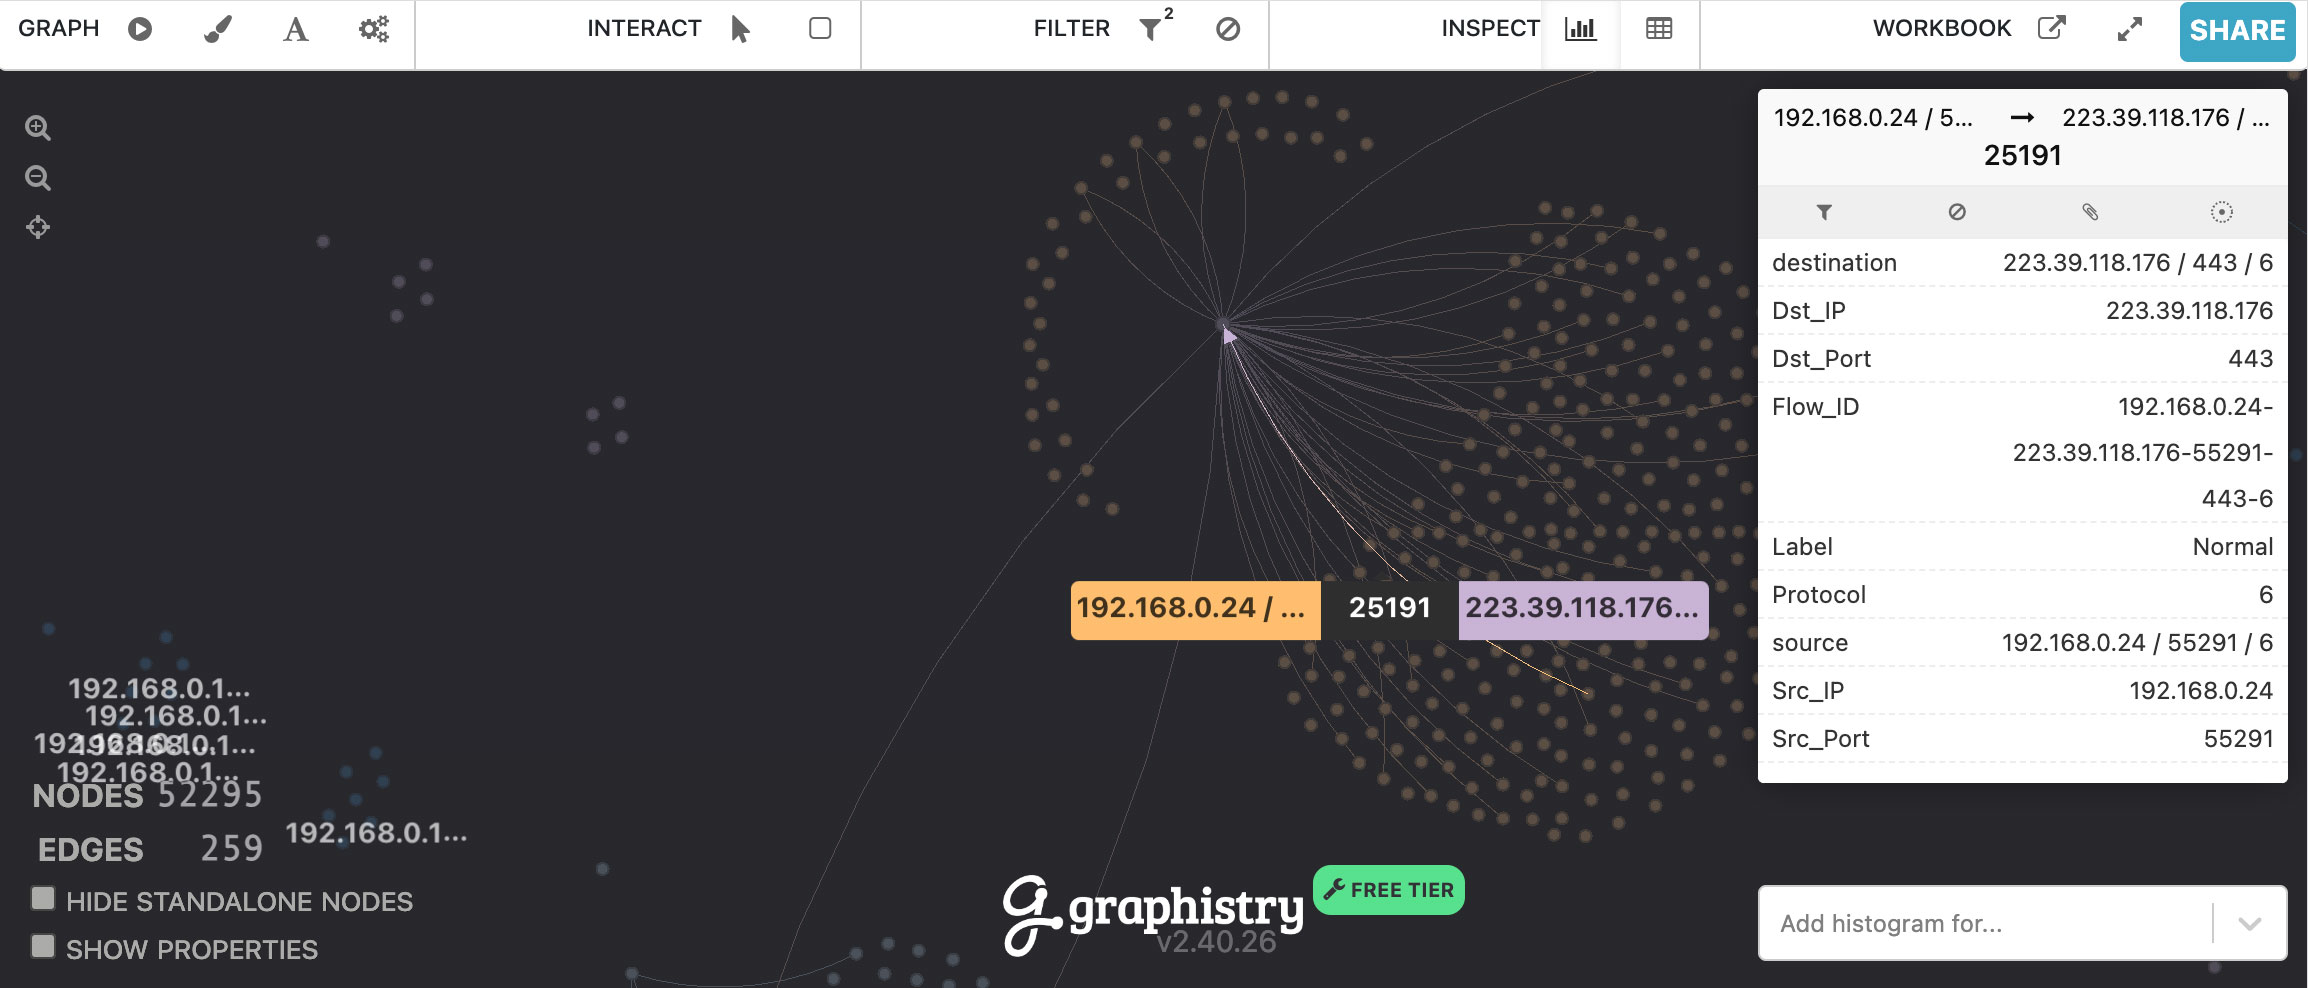 GRAPH INTERACT FILTER 2 INSPECT WORKBOOK SHARE
192.168.0.24 / 5... → 223.39.118.176 / ...
25191
destination 223.39.118.176 / 443 / 6
Dst_IP 223.39.118.176
Dst_Port 443
Flow_ID 192.168.0.24-
223.39.118.176-55291-
443-6
Label Normal
Protocol 6
source 192.168.0.24 / 55291 / 6
Src_IP 192.168.0.24
Src_Port 55291
192.168.0.24 / ... 25191 223.39.118.176...
192.168.0.1...
192.168.0.1...
192.168.0.1...
192.168.0.1...
192.168.0.1...
NODES 52295
192.168.0.1...
EDGES 259
HIDE STANDALONE NODES
SHOW PROPERTIES
graphistry FREE TIER
v2.40.26
Add histogram for...